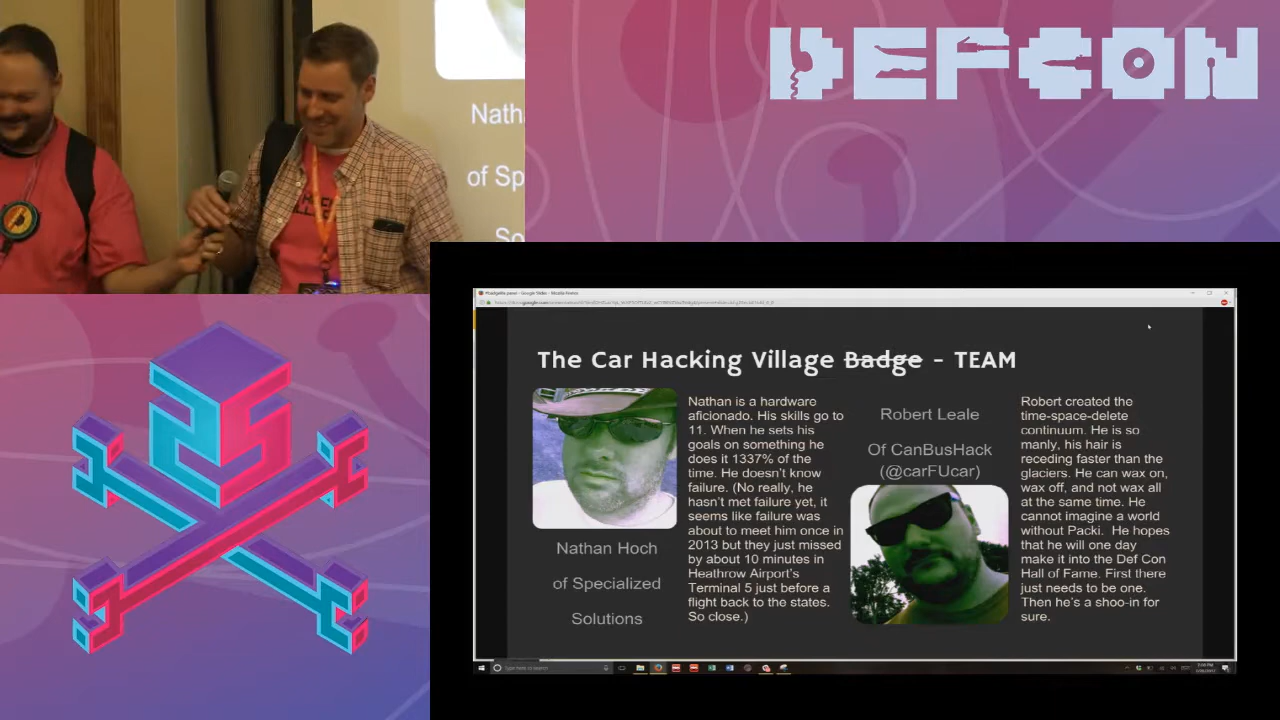 DEFCON
Nath
of Sp
So
The Car Hacking Village Badge - TEAM
Nathan is a hardware
aficionado. His skills go to
11. When he sets his
goals on something he
does it 1337% of the
time. He doesn't know
failure. (No really, he
hasn't met failure yet, it
seems like failure was
about to meet him once in
2013 but they just missed
by about 10 minutes in
Heathrow Airport's
Terminal 5 just before a
flight back to the states.
So close.)
Nathan Hoch
of Specialized
Solutions
Robert Leale
Of CanBusHack
(@carFUcar)
Robert created the
time-space-delete
continuum. He is so
manly, his hair is
receding faster than the
glaciers. He can wax on,
wax off, and not wax all
at the same time. He
cannot imagine a world
without Packi. He hopes
that he will one day
make it into the Def Con
Hall of Fame. First there
just needs to be one.
Then he's a shoo-in for
sure.
Type here to search